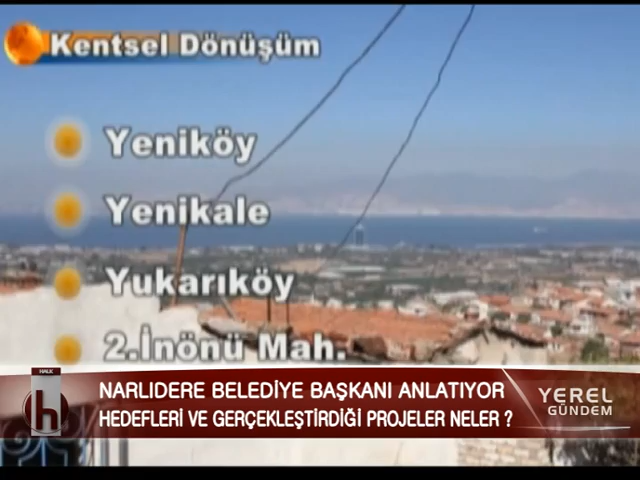 Kentsel Dönüşüm
Yeniköy
Yenikale
Yukarıköy
2.İnönü Mah.
HALK
h
NARLIDERE BELEDİYE BAŞKANI ANLATIYOR
HEDEFLERİ VE GERÇEKLEŞTİRDİĞİ PROJELER NELER ?
YEREL
GÜNDEM